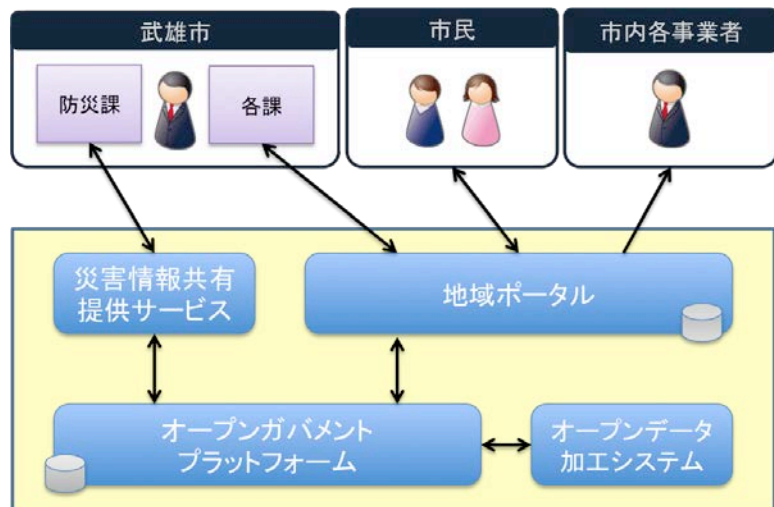 武雄市
市民
市内各事業者
防災課
各課
災害情報共有
提供サービス
地域ポータル
オープンガバメント
プラットフォーム
オープンデータ
加工システム